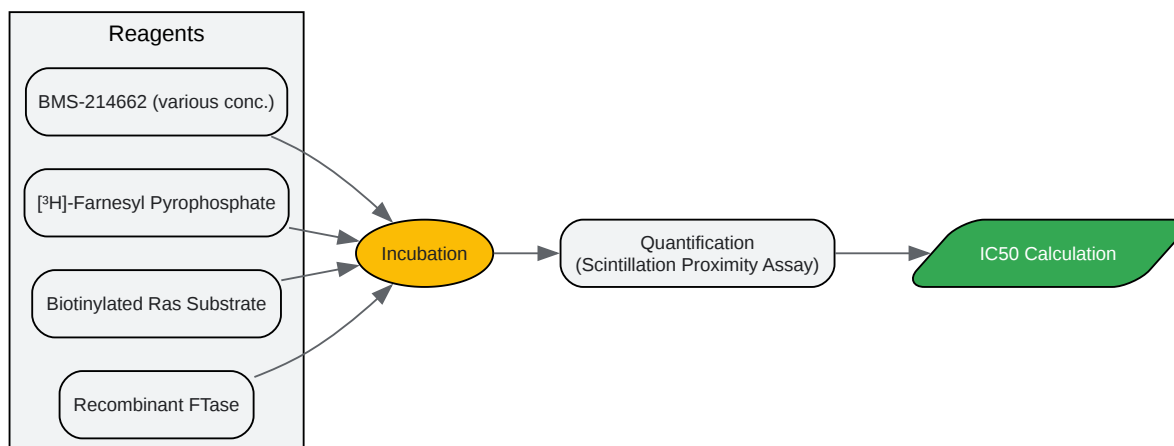 Reagents
BMS-214662 (various conc.)
[³H]-Farnesyl Pyrophosphate
Biotinylated Ras Substrate
Recombinant FTase
Incubation
Quantification
(Scintillation Proximity Assay)
IC50 Calculation